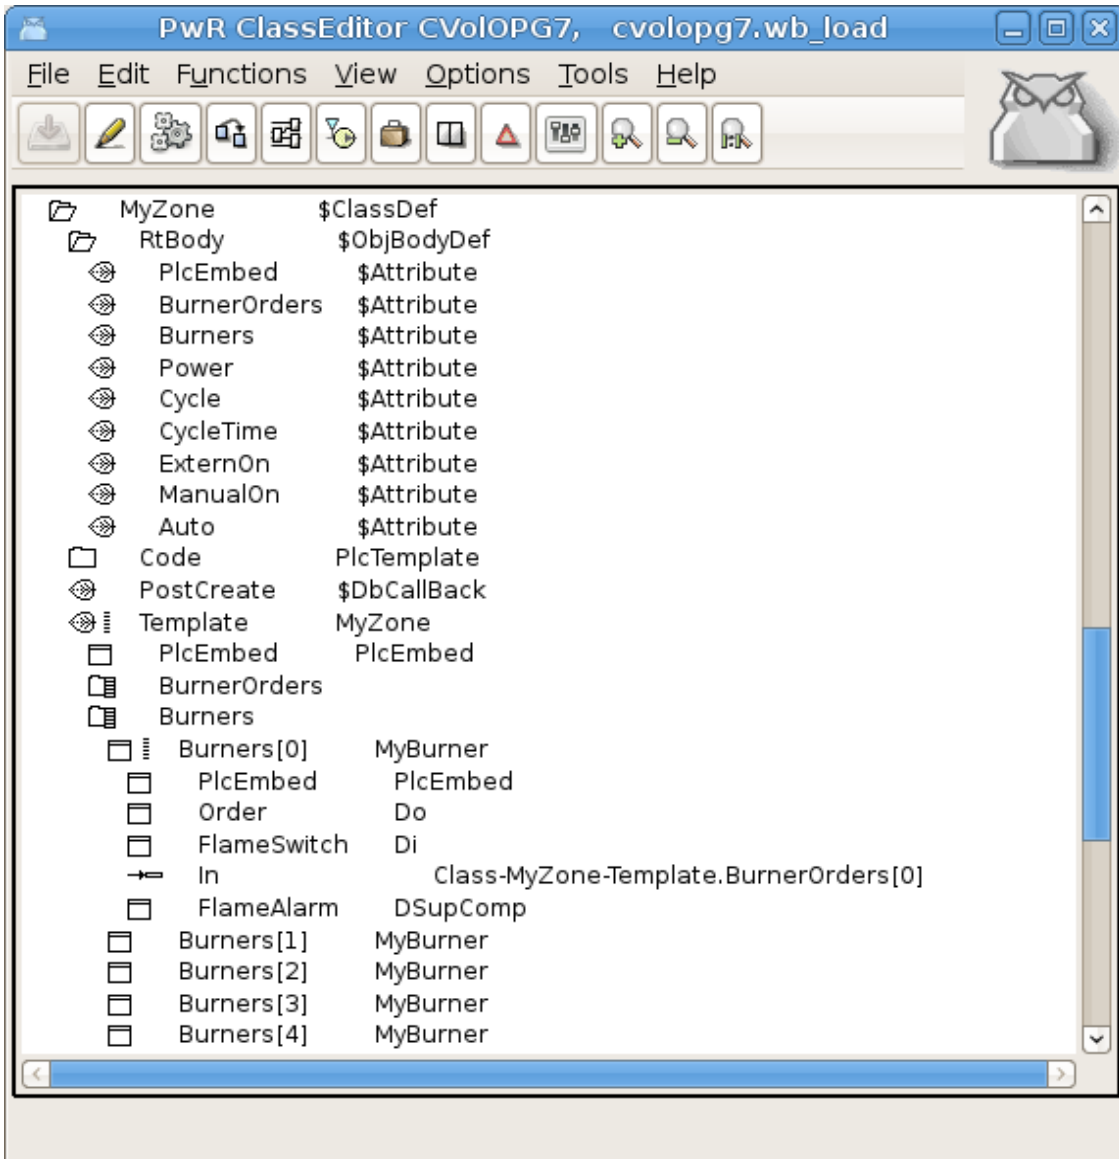 PwR ClassEditor CVolOPG7, cvolopg7.wb_load
File Edit Functions View Options Tools Help
MyZone $ClassDef
RtBody $ObjBodyDef
PlcEmbed $Attribute
BurnerOrders $Attribute
Burners $Attribute
Power $Attribute
Cycle $Attribute
CycleTime $Attribute
ExternOn $Attribute
ManualOn $Attribute
Auto $Attribute
Code PlcTemplate
PostCreate $DbCallBack
Template MyZone
PlcEmbed PlcEmbed
BurnerOrders
Burners
Burners[0] MyBurner
PlcEmbed PlcEmbed
Order Do
FlameSwitch Di
In Class-MyZone-Template.BurnerOrders[0]
FlameAlarm DSupComp
Burners[1] MyBurner
Burners[2] MyBurner
Burners[3] MyBurner
Burners[4] MyBurner